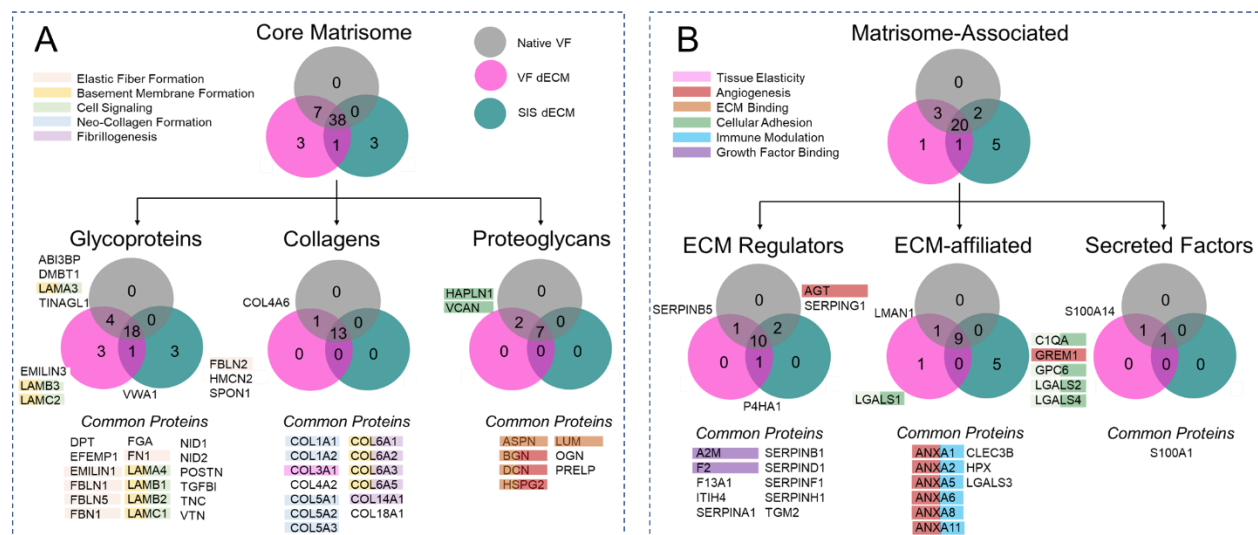 A
Core Matrisome
Elastic Fiber Formation
Basement Membrane Formation
Cell Signaling
Neo-Collagen Formation
Fibrillogenesis
Native VF
VF dECM
SIS dECM
0
7
0
38
3
1
3
Glycoproteins
ABI3BP
DMBT1
LAMA3
TINAGL1
0
4
0
18
3
1
3
EMILIN3
LAMB3
LAMC2
VWA1
FBLN2
HMCN2
SPON1
Common Proteins
DPT
EFEMP1
EMILIN1
FBLN1
FBLN5
FBN1
FGA
FN1
LAMA4
LAMB1
LAMB2
LAMC1
NID1
NID2
POSTN
TGFBI
TNC
VTN
Collagens
COL4A6
0
1
0
13
0
0
0
Common Proteins
COL1A1
COL1A2
COL3A1
COL4A2
COL5A1
COL5A2
COL5A3
COL6A1
COL6A2
COL6A3
COL6A5
COL14A1
COL18A1
Proteoglycans
HAPLN1
VCAN
0
2
0
7
0
0
0
Common Proteins
ASPN
BGN
DCN
HSPG2
LUM
OGN
PRELP
B
Matrisome-Associated
Tissue Elasticity
Angiogenesis
ECM Binding
Cellular Adhesion
Immune Modulation
Growth Factor Binding
0
3
2
20
1
1
5
ECM Regulators
SERPINB5
AGT
SERPING1
0
1
2
10
0
1
0
P4HA1
Common Proteins
A2M
F2
F13A1
ITIH4
SERPINA1
SERPINB1
SERPIND1
SERPINF1
SERPINH1
TGM2
ECM-affiliated
LMAN1
0
1
0
9
1
0
5
LGALS1
C1QA
GREM1
GPC6
LGALS2
LGALS4
Common Proteins
ANXA1
ANXA2
ANXA5
ANXA6
ANXA8
ANXA11
CLEC3B
HPX
LGALS3
Secreted Factors
S100A14
0
1
0
1
0
0
0
Common Proteins
S100A1